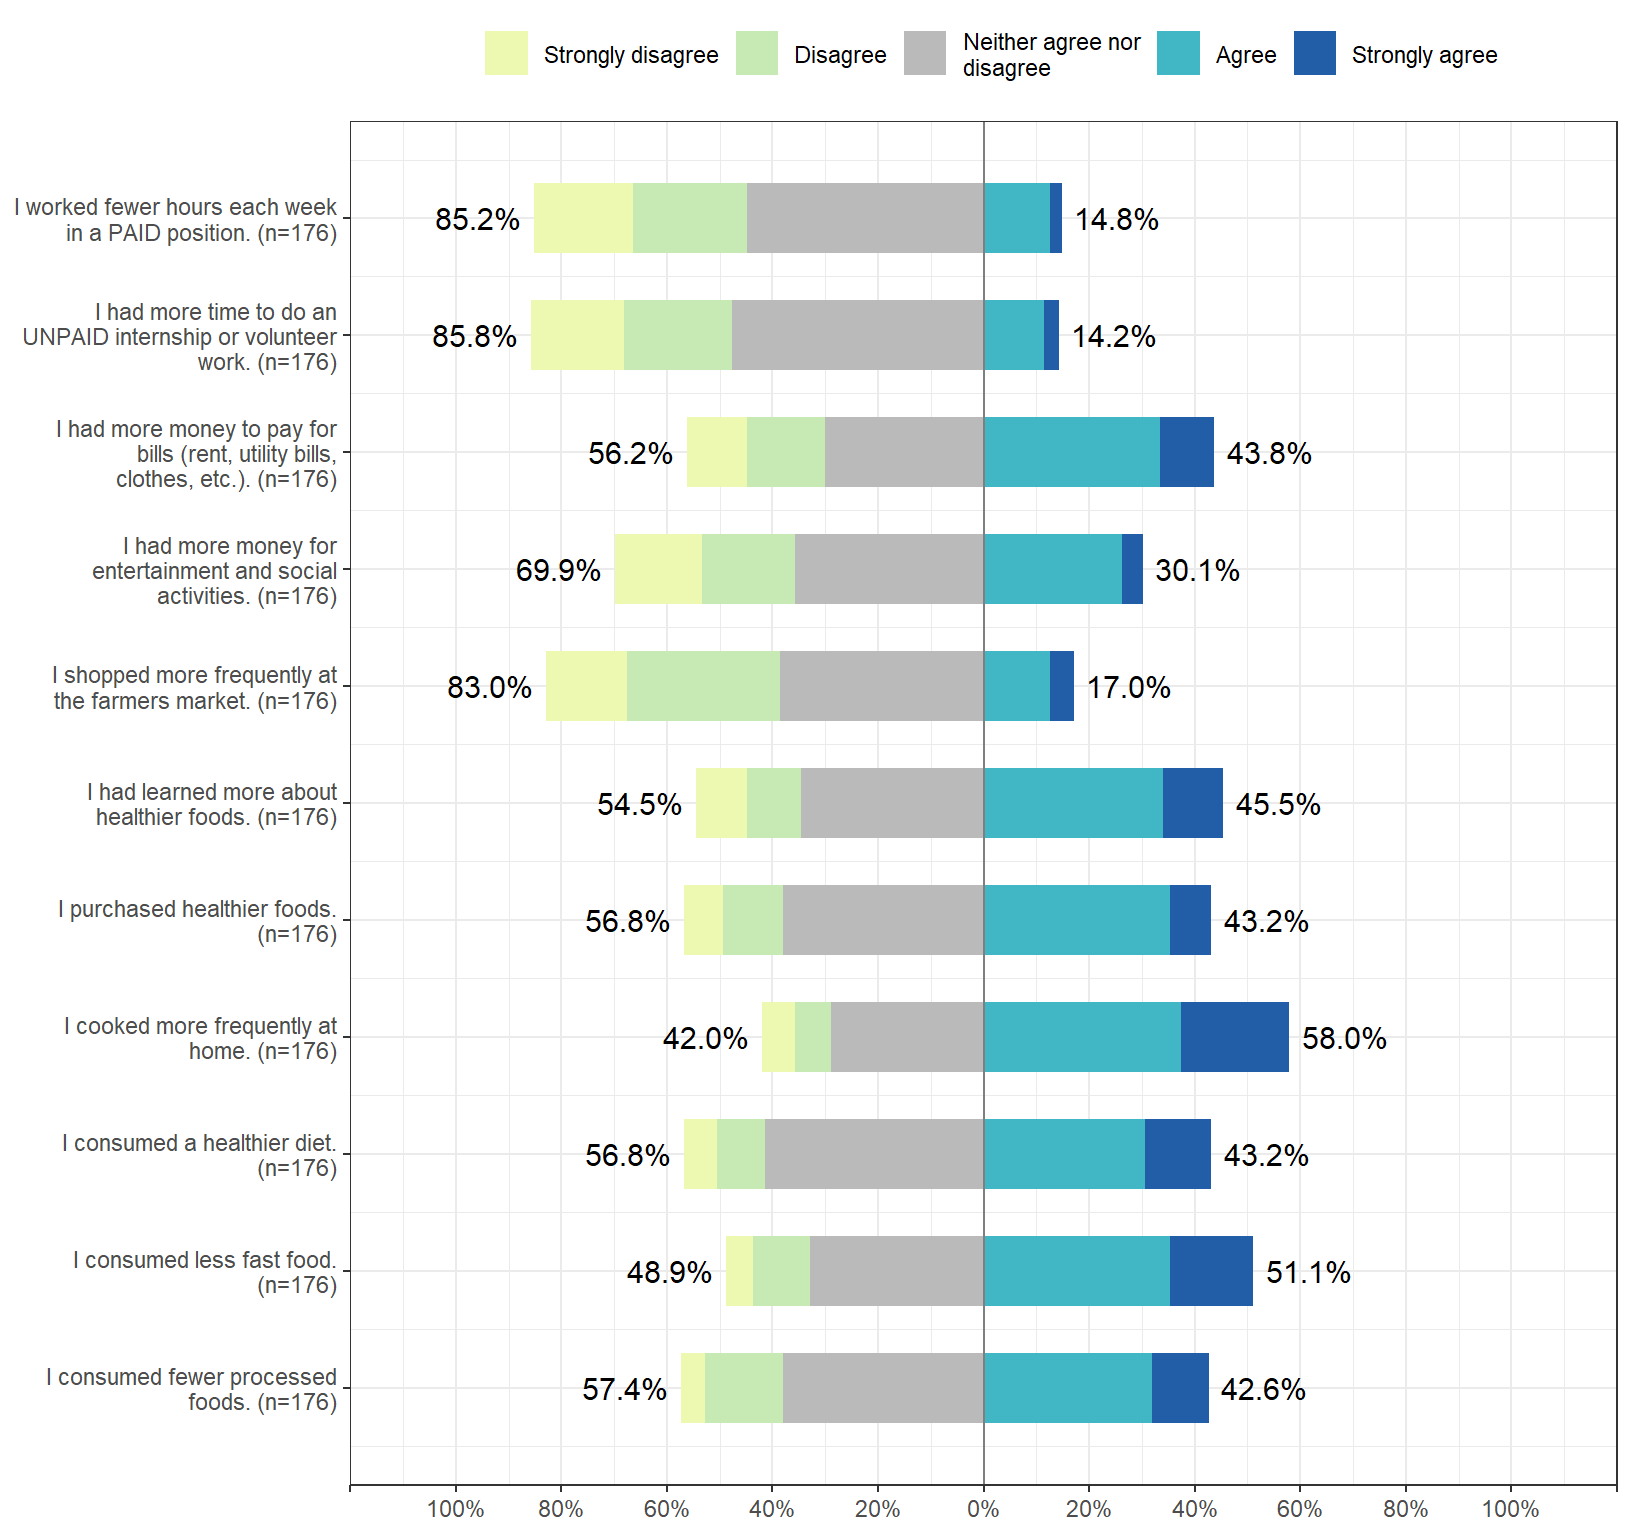 Strongly disagree
Disagree
Neither agree nor
disagree
Agree
Strongly agree
I worked fewer hours each week
in a PAID position. (n=176)
85.2%
14.8%
I had more time to do an
UNPAID internship or volunteer
work. (n=176)
85.8%
14.2%
I had more money to pay for
bills (rent, utility bills,
clothes, etc.). (n=176)
56.2%
43.8%
I had more money for
entertainment and social
activities. (n=176)
69.9%
30.1%
I shopped more frequently at
the farmers market. (n=176)
83.0%
17.0%
I had learned more about
healthier foods. (n=176)
54.5%
45.5%
I purchased healthier foods.
(n=176)
56.8%
43.2%
I cooked more frequently at
home. (n=176)
42.0%
58.0%
I consumed a healthier diet.
(n=176)
56.8%
43.2%
I consumed less fast food.
(n=176)
48.9%
51.1%
I consumed fewer processed
foods. (n=176)
57.4%
42.6%
100% 80% 60% 40% 20% 0% 20% 40% 60% 80% 100%